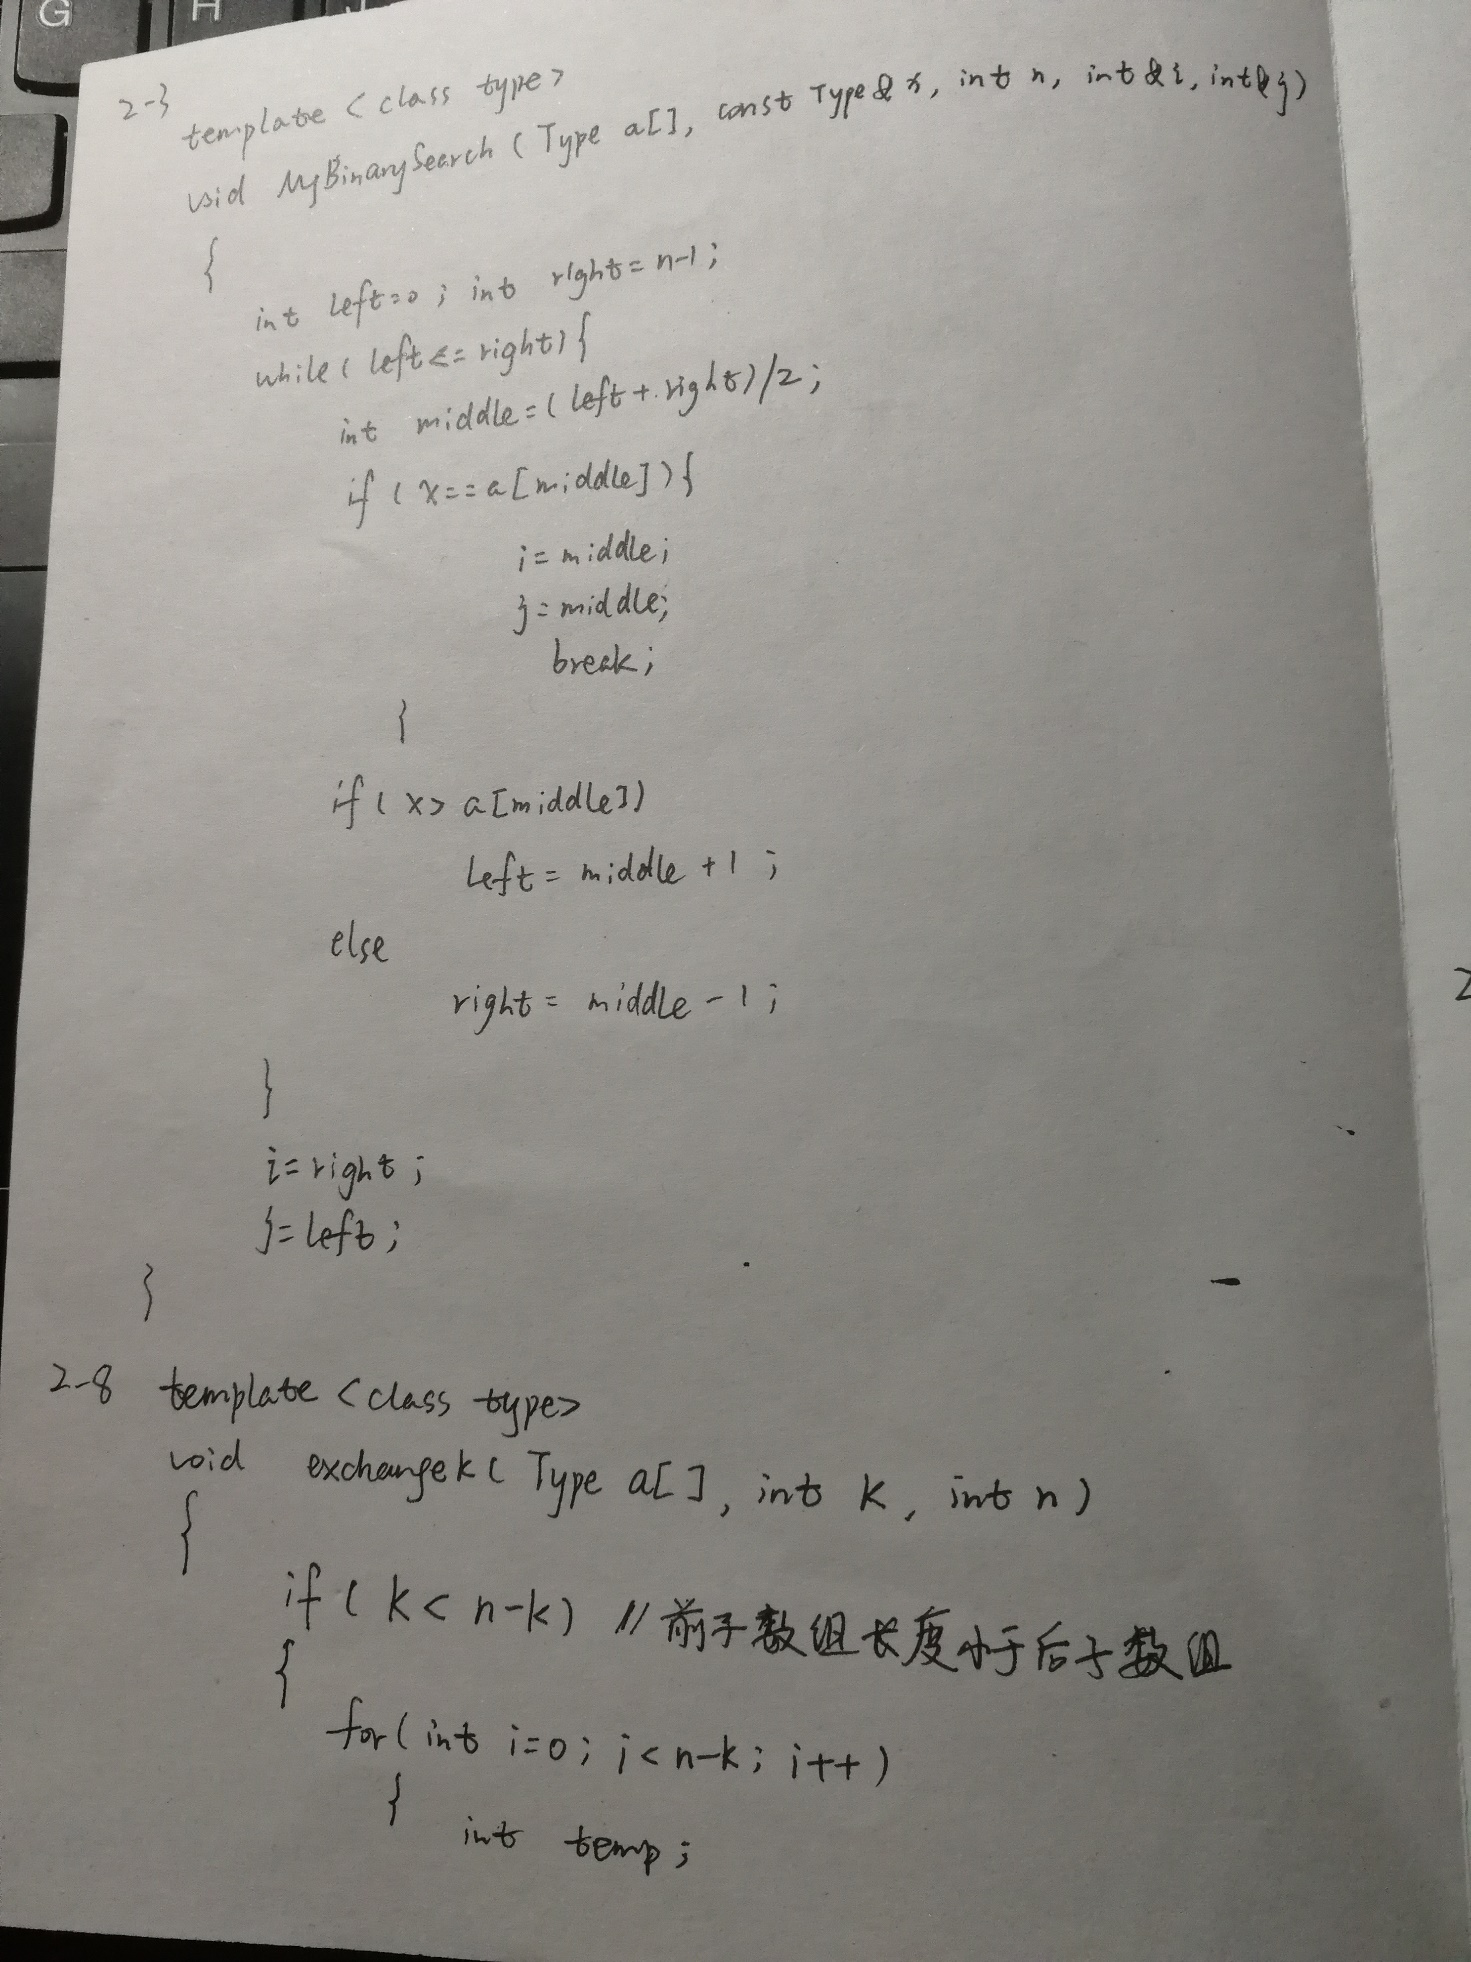 G H J
2-3
template <class type>
void MyBinarySearch (Type a[], const Type& x, int n, int &i, int&j)
{
int left=0; int right=n-1;
while( left<=right){
int middle=(left+right)/2;
if (x==a[middle]){
i=middle;
j=middle;
break;
}
if(x> a[middle])
left= middle +1 ;
else
right= middle -1 ;
}
i=right;
j=left;
}
2-8 template <class type>
void exchangek( Type a[], int k, int n)
{
if( k< n-k) //前子数组长度小于后子数组
{
for(int i=0; i<n-k; i++)
{
int temp;
2